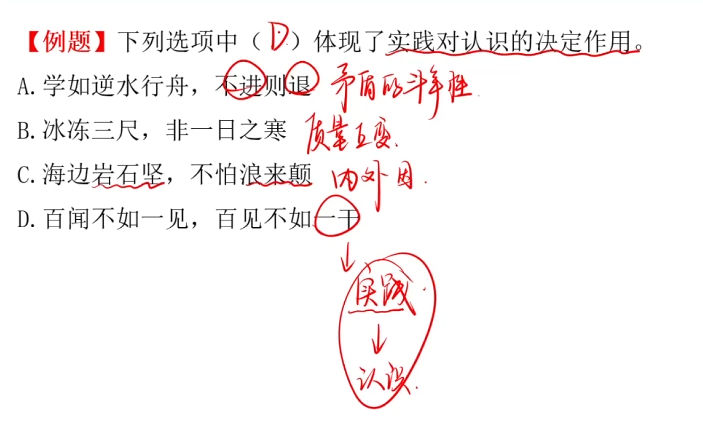 【例题】下列选项中（D）体现了实践对认识的决定作用。
A.学如逆水行舟，不进则退 矛盾的斗争性
B.冰冻三尺，非一日之寒 质量互变
C.海边岩石坚，不怕浪来颠 内外因
D.百闻不如一见，百见不如一干
实践
认识